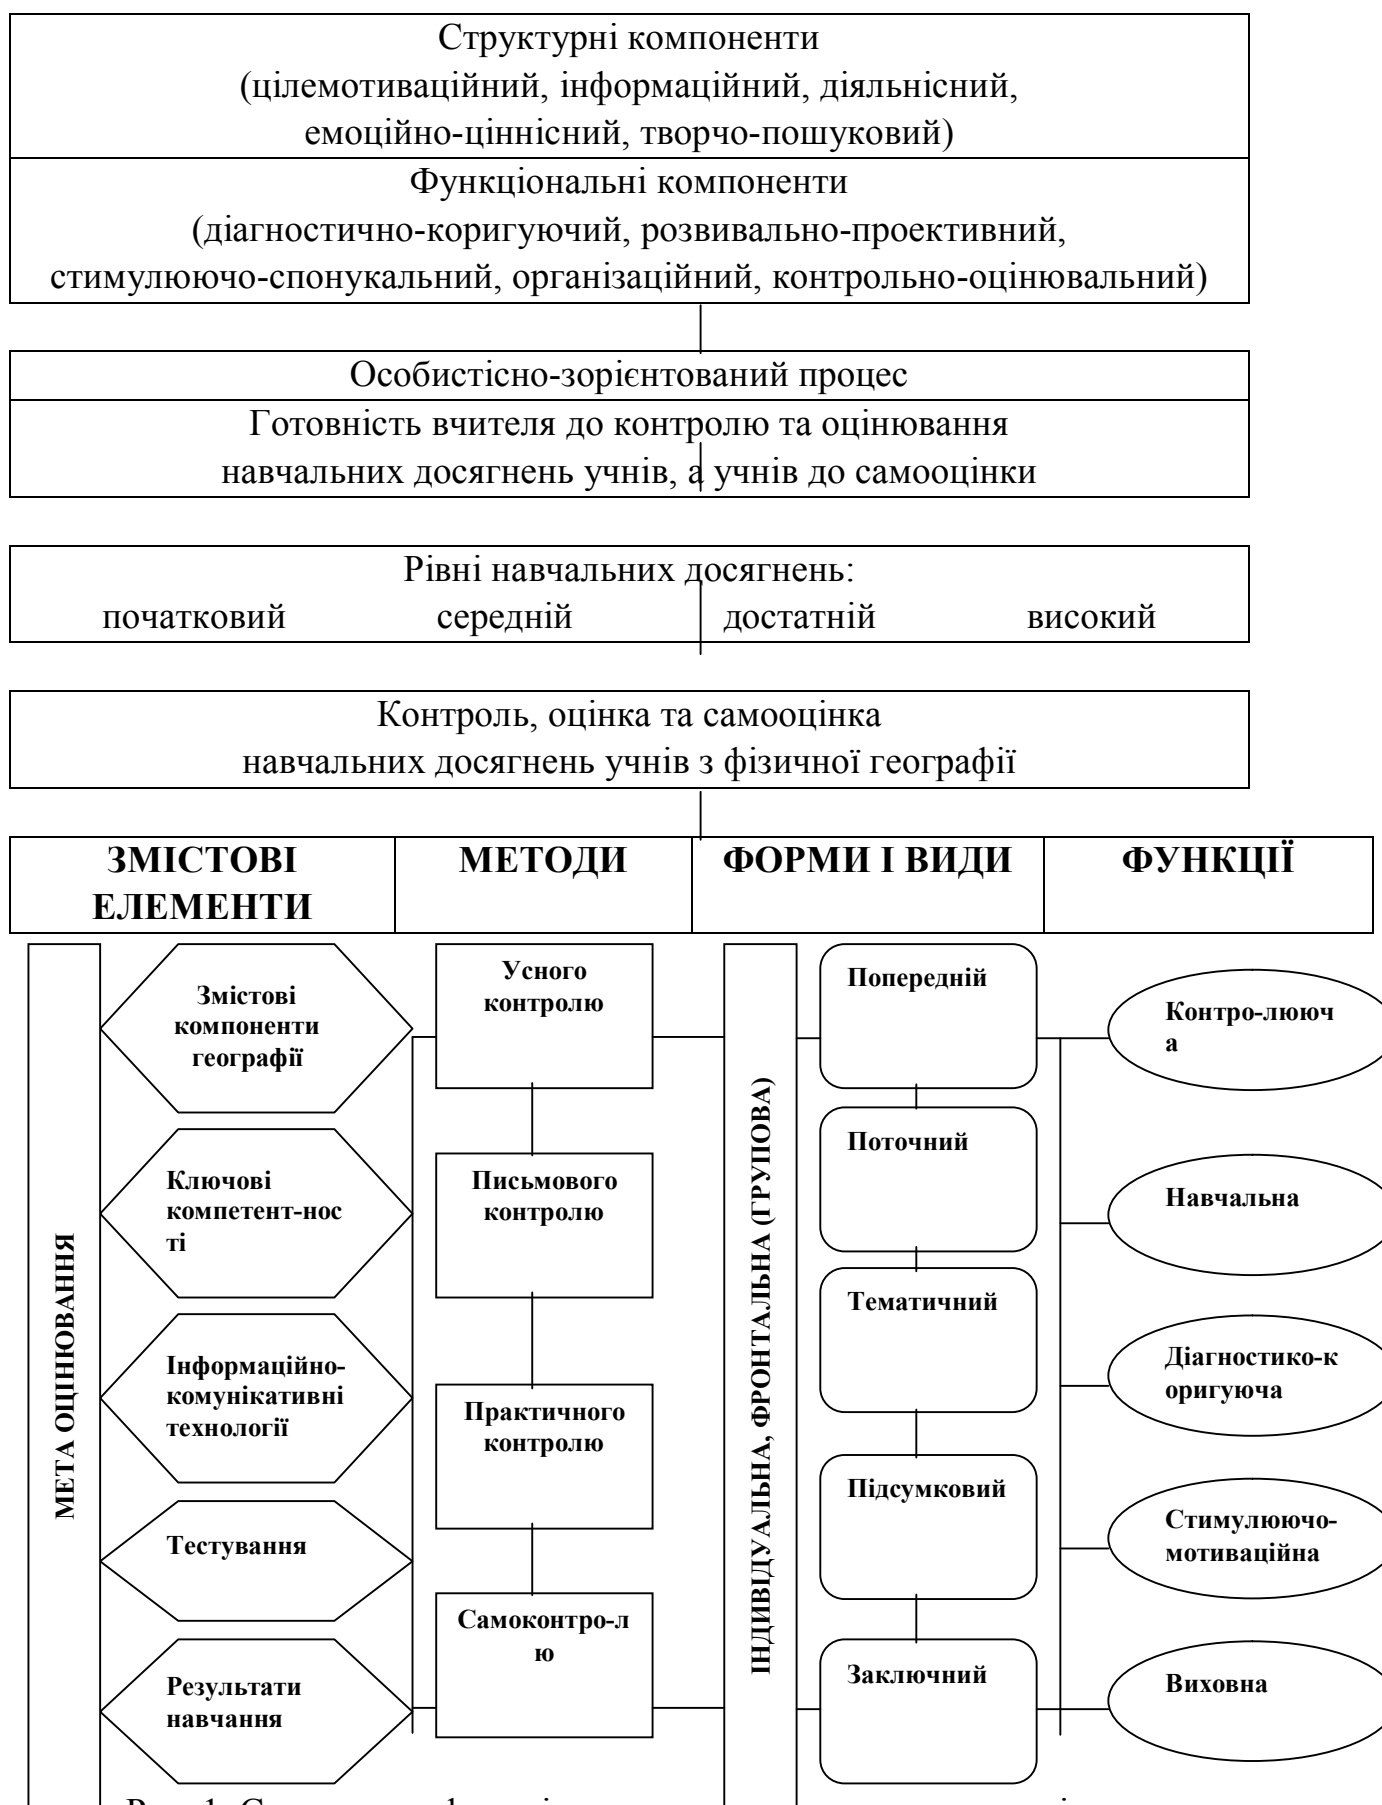 Структурні компоненти
(цілемотиваційний, інформаційний, діяльнісний,
емоційно-ціннісний, творчо-пошуковий)
Функціональні компоненти
(діагностично-коригуючий, розвивально-проективний,
стимулюючо-спонукальний, організаційний, контрольно-оцінювальний)
Особистісно-зорієнтований процес
Готовність вчителя до контролю та оцінювання
навчальних досягнень учнів, а учнів до самооцінки
Рівні навчальних досягнень:
початковий середній достатній високий
Контроль, оцінка та самооцінка
навчальних досягнень учнів з фізичної географії
ЗМІСТОВІ
ЕЛЕМЕНТИ
МЕТОДИ
ФОРМИ І ВИДИ
ФУНКЦІЇ
МЕТА ОЦІНЮВАННЯ
Змістові
компоненти
географії
Ключові
компетент-нос
ті
Інформаційно-
комунікативні
технології
Тестування
Результати
навчання
Усного
контролю
Письмового
контролю
Практичного
контролю
Самоконтро-л
ю
ІНДИВІДУАЛЬНА, ФРОНТАЛЬНА (ГРУПОВА)
Попередній
Поточний
Тематичний
Підсумковий
Заключний
Контро-лююч
а
Навчальна
Діагностико-к
оригуюча
Стимулюючо-
мотиваційна
Виховна